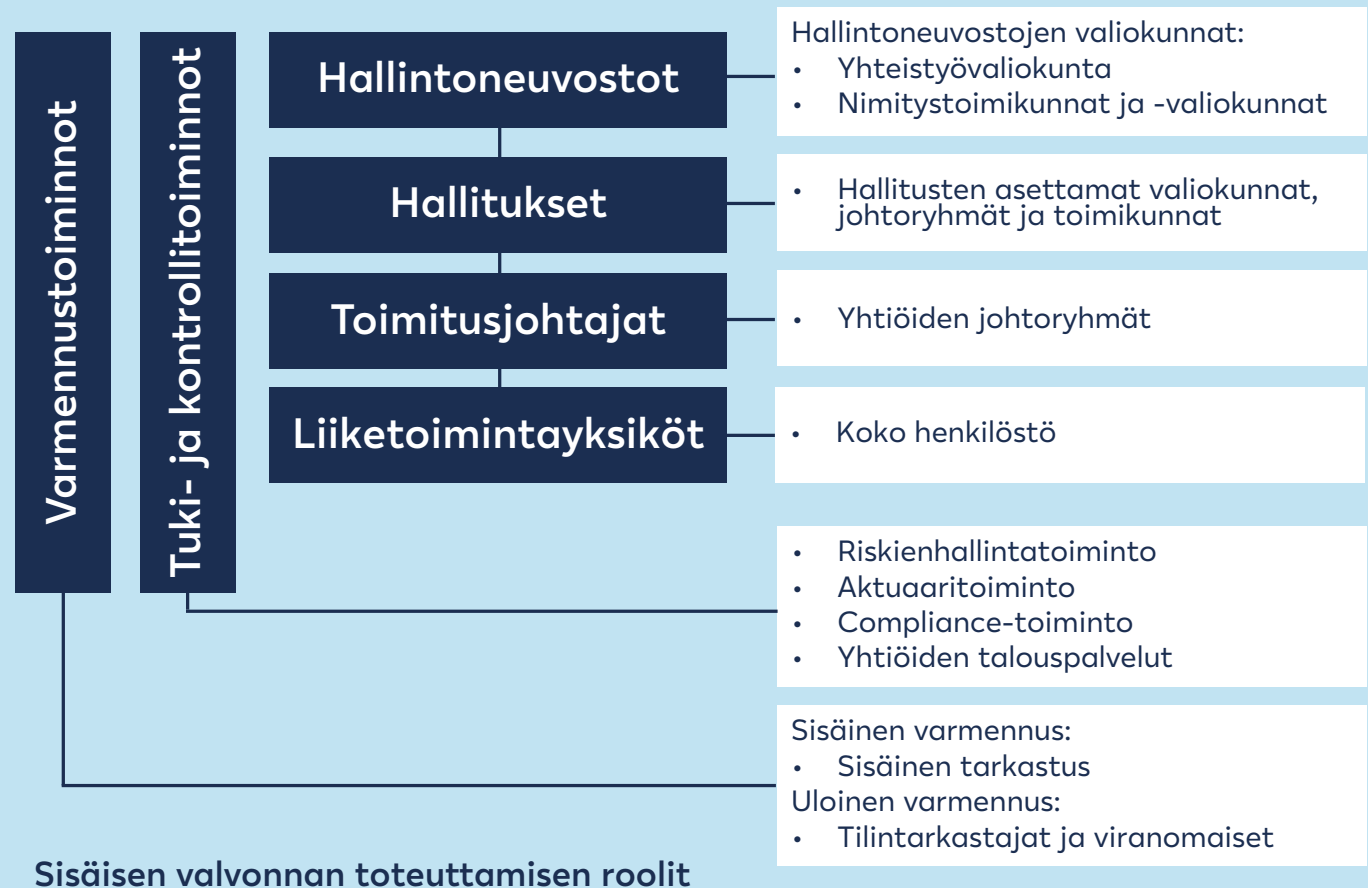 Varmennustoiminnot
Tuki- ja kontrollitoiminnot
Hallintoneuvostot
Hallintoneuvostojen valiokunnat:
• Yhteistyövaliokunta
• Nimitystoimikunnat ja -valiokunnat
Hallitukset
• Hallitusten asettamat valiokunnat,
johtoryhmät ja toimikunnat
Toimitusjohtajat
• Yhtiöiden johtoryhmät
Liiketoimintayksiköt
• Koko henkilöstö
• Riskienhallintatoiminto
• Aktuaaritoiminto
• Compliance-toiminto
• Yhtiöiden talouspalvelut
Sisäinen varmennus:
• Sisäinen tarkastus
Uloinen varmennus:
• Tilintarkastajat ja viranomaiset
Sisäisen valvonnan toteuttamisen roolit